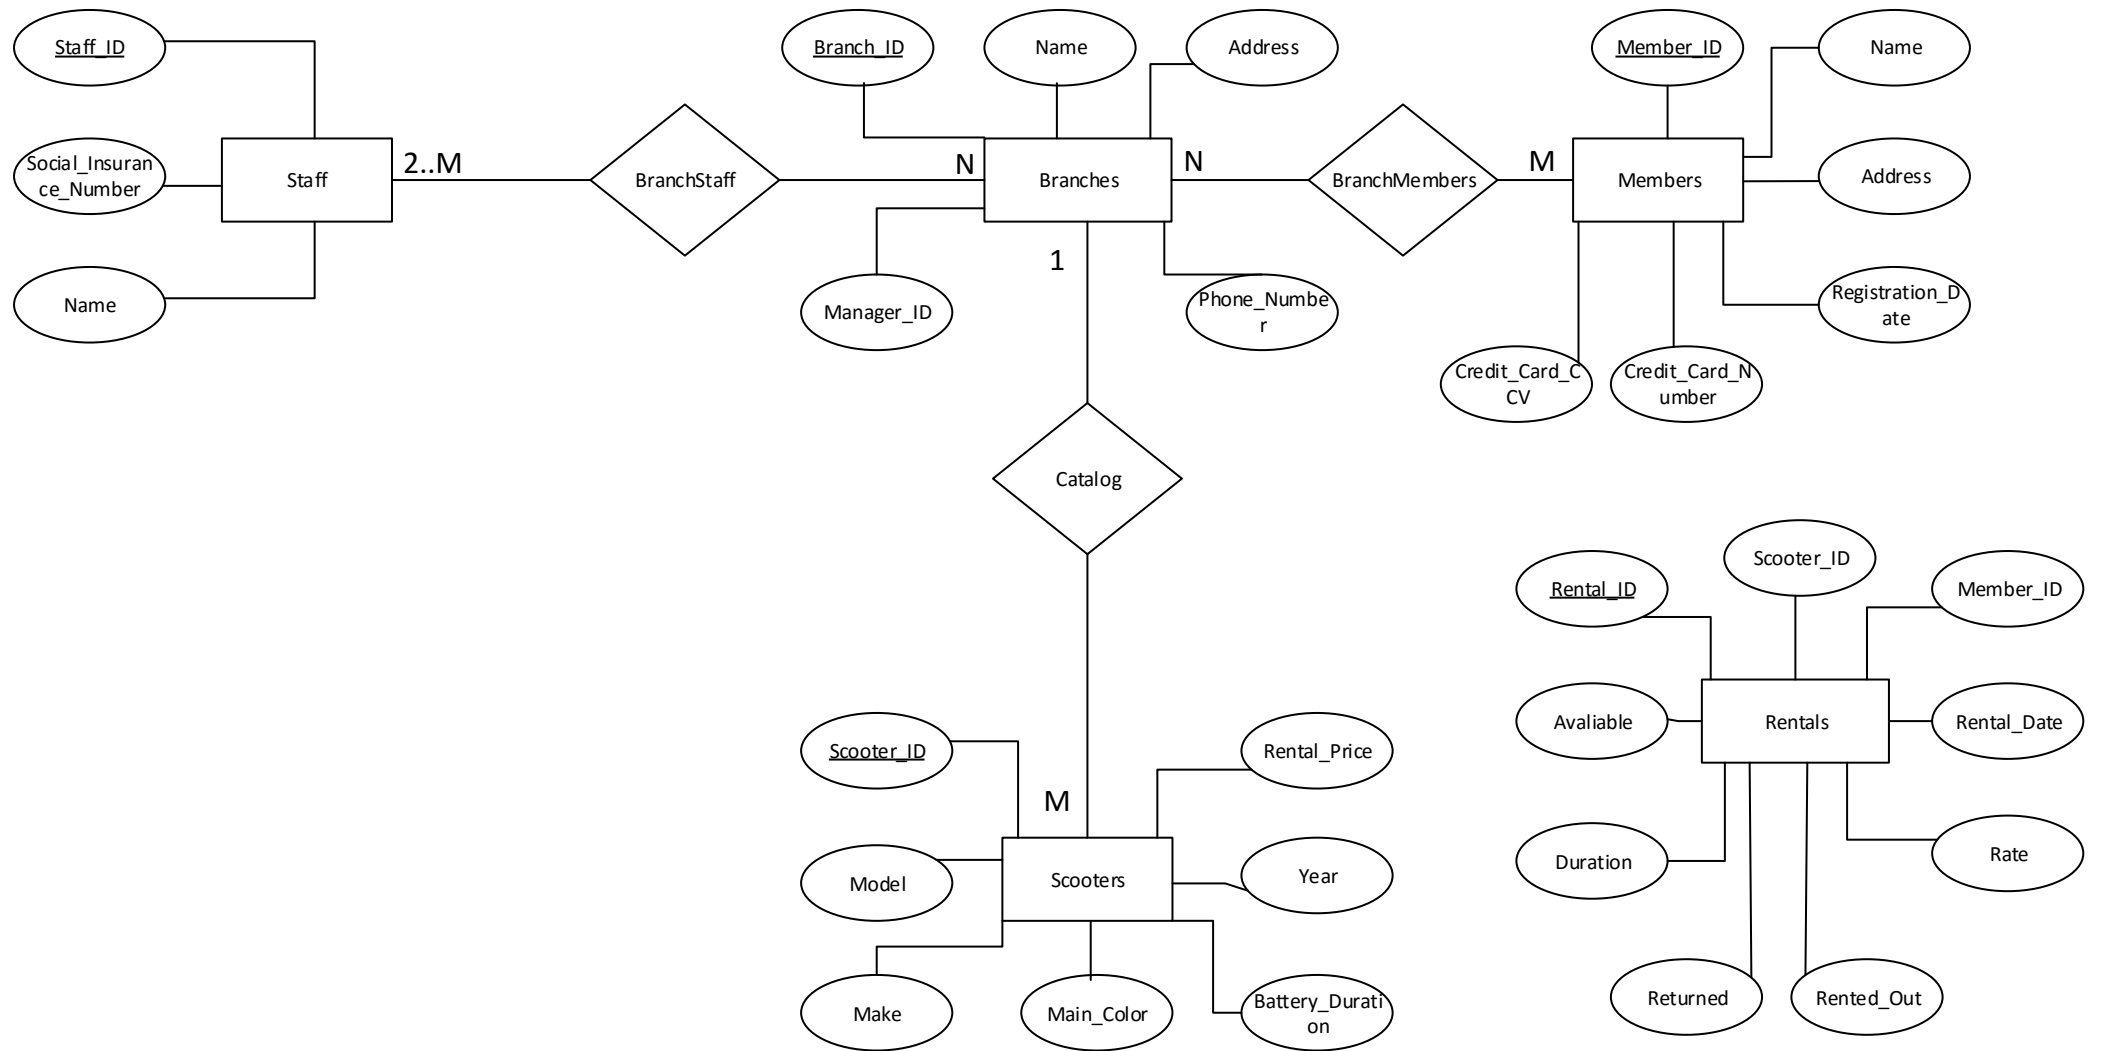 Staff_ID
Branch_ID
Name
Address
Member_ID
Name
Social_Insuran
ce_Number
Staff
2..M
BranchStaff
N
Branches
N
BranchMembers
M
Members
Address
Name
Manager_ID
1
Phone_Numbe
r
Registration_D
ate
Credit_Card_C
CV
Credit_Card_N
umber
Catalog
Scooter_ID
Rental_ID
Member_ID
Avaliable
Rentals
Rental_Date
Scooter_ID
Rental_Price
M
Duration
Rate
Model
Scooters
Year
Make
Main_Color
Battery_Durati
on
Returned
Rented_Out